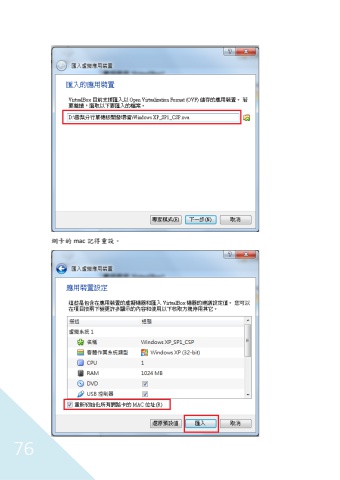 匯入虛擬應用裝置
匯入的應用裝置
VirtualBox 目前支援匯入以 Open Virtualization Format (OVF) 儲存的應用裝置。 若
要繼續，選取以下要匯入的檔案。
Windows XP_SP1_CSP.ova
專家模式(E) 下一步(N) 取消
網卡的 mac 記得重設。
匯入虛擬應用裝置
應用裝置設定
這些是包含在應用裝置的虛擬機器和匯入 VirtualBox 機器的建議設定值。 您可以
在項目按兩下變更許多顯示的內容和使用以下核取方塊停用其它。
描述 組態
虛擬系統 1
名稱 Windows XP_SP1_CSP
客體作業系統類型 Windows XP (32-bit)
CPU 1
RAM 1024 MB
DVD
USB 控制器
重新初始化所有網路卡的 MAC 位址(R)
還原預設值 匯入 取消
76